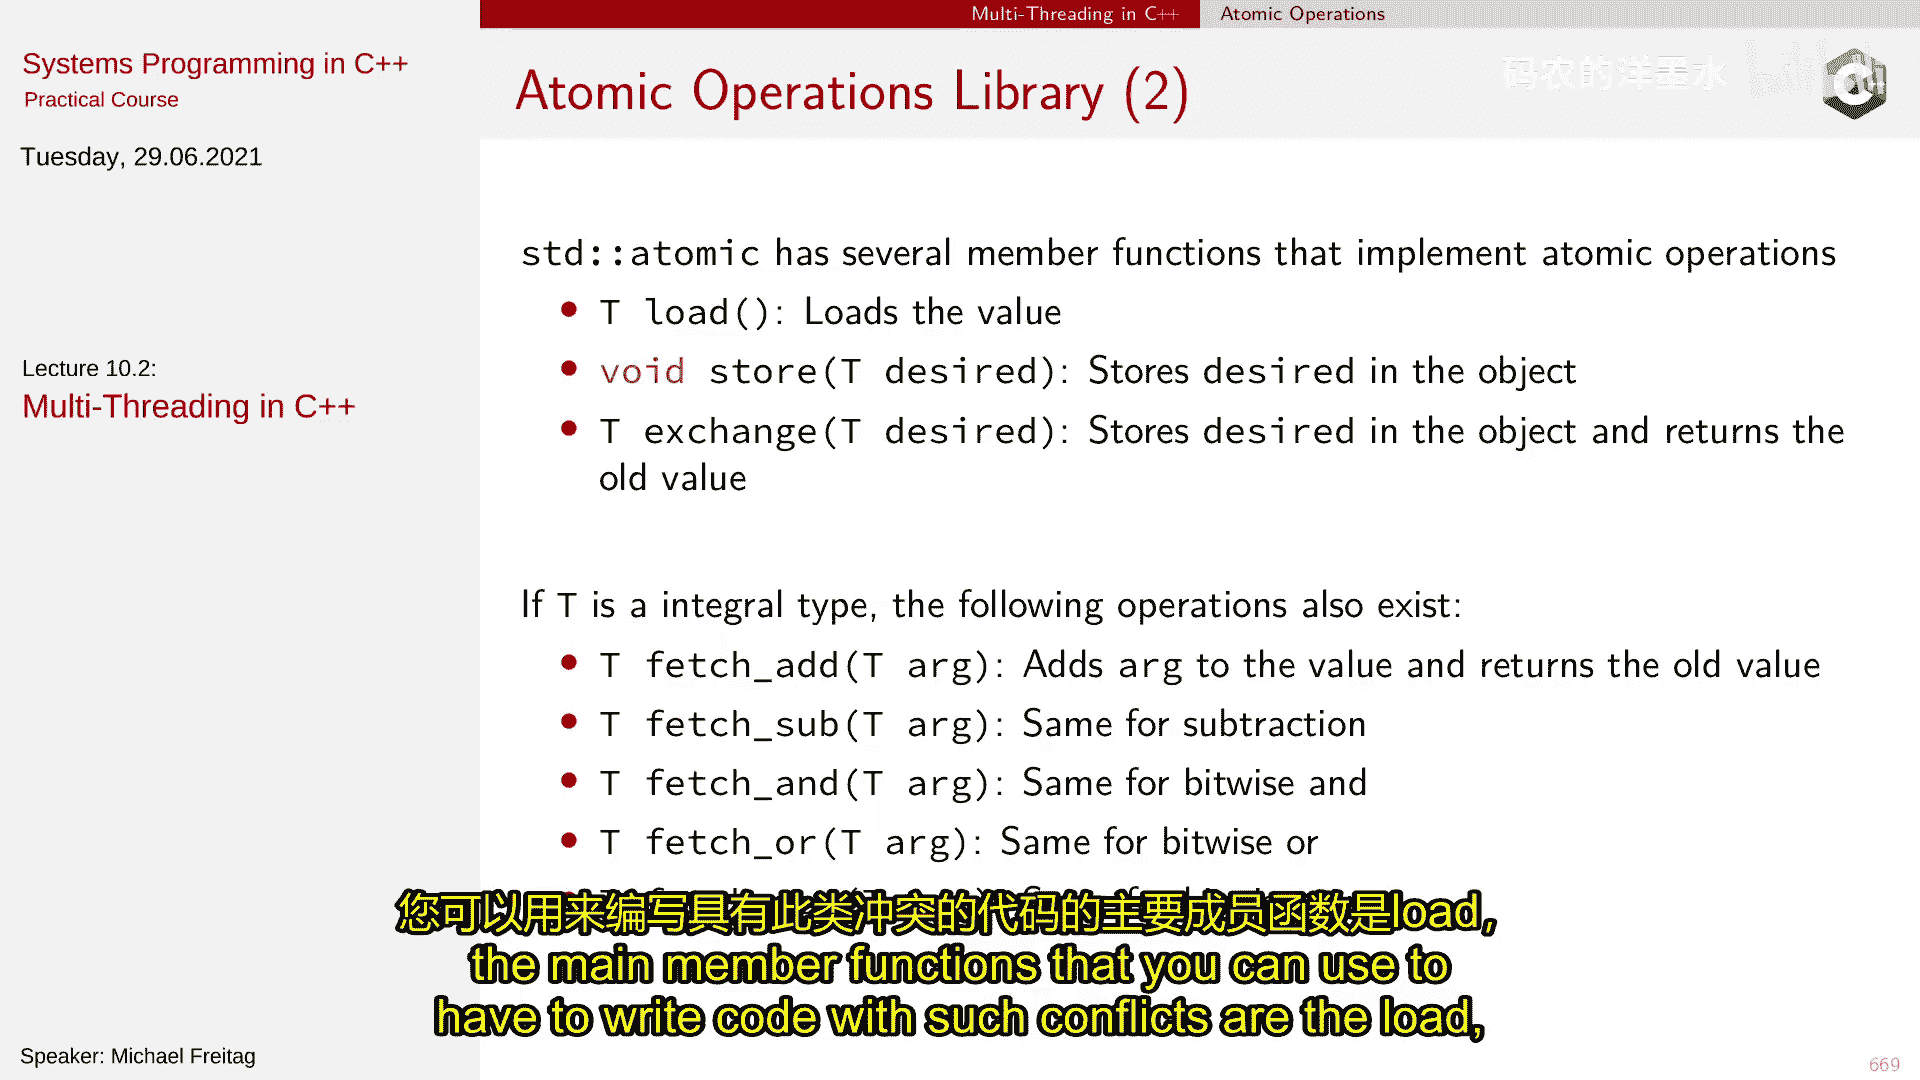 Multi-Threading in C++
Atomic Operations
Systems Programming in C++
Practical Course
Tuesday, 29.06.2021
Lecture 10.2:
Multi-Threading in C++
Atomic Operations Library (2)
码农的洋墨水
std::atomic has several member functions that implement atomic operations
• T load(): Loads the value
• void store(T desired): Stores desired in the object
• T exchange(T desired): Stores desired in the object and returns the
old value
If T is a integral type, the following operations also exist:
• T fetch_add(T arg): Adds arg to the value and returns the old value
• T fetch_sub(T arg): Same for subtraction
• T fetch_and(T arg): Same for bitwise and
• T fetch_or(T arg): Same for bitwise or
您可以用来编写具有此类冲突的代码的主要成员函数是load,
the main member functions that you can use to
have to write code with such conflicts are the load,
Speaker: Michael Freitag
669